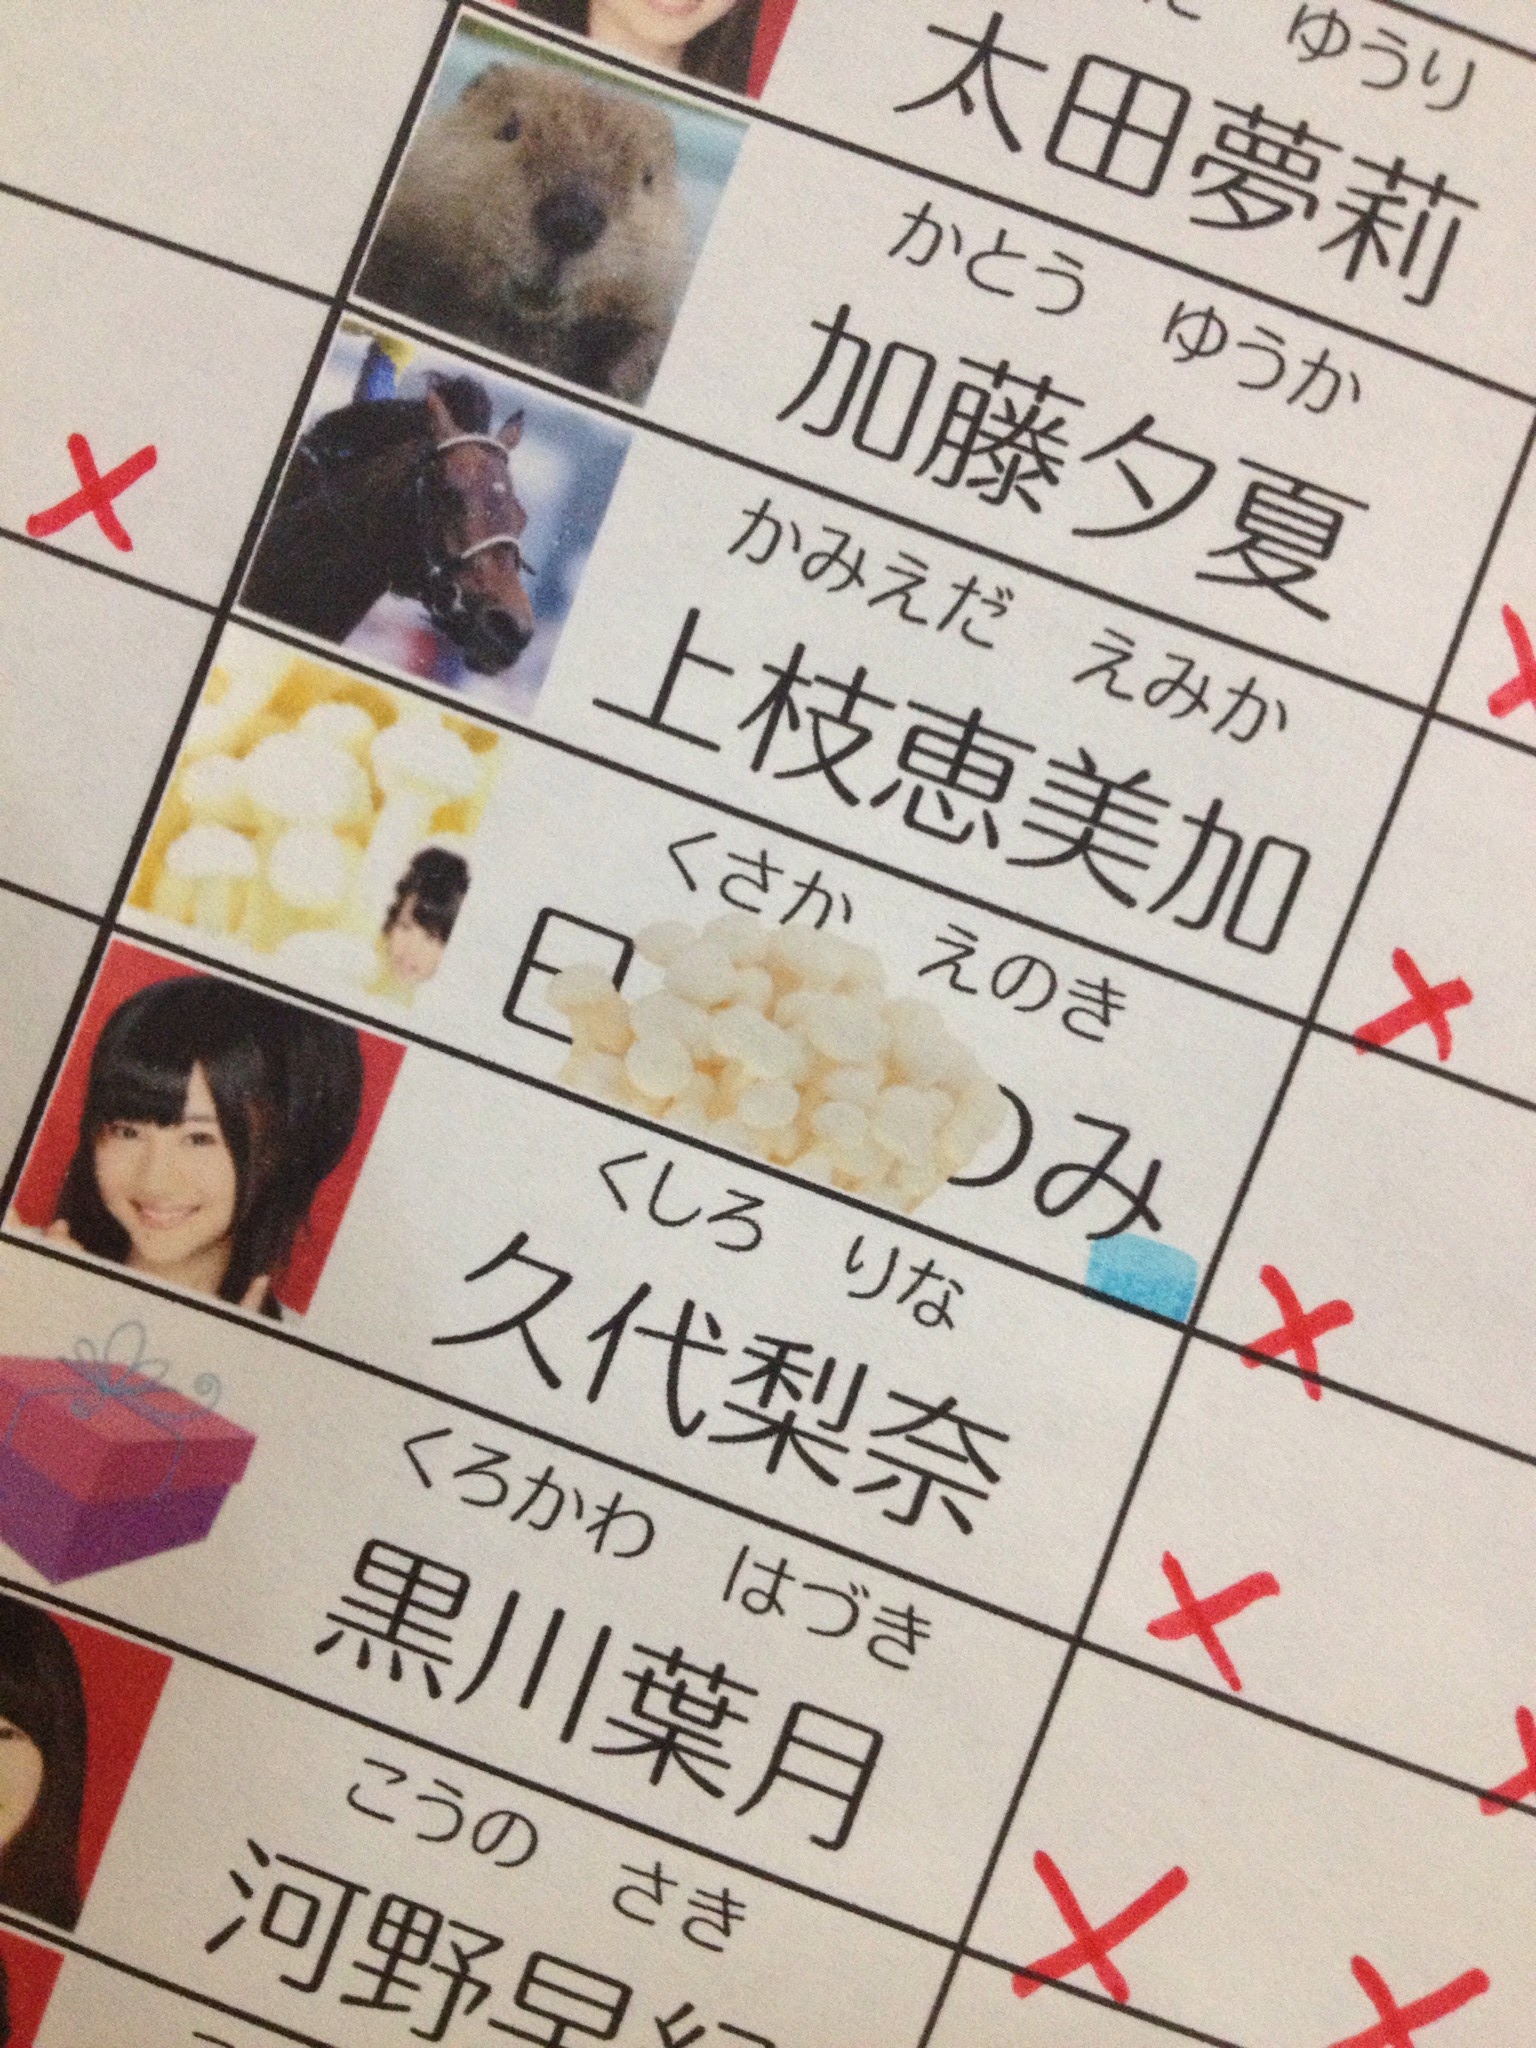 ゆうり
太田夢莉
かとう　ゆうか
加藤夕夏
かみえだ　えみか
上枝恵美加
くさか　えのき
日
み
くしろ　りな
久代梨奈
くろかわ　はづき
黒川葉月
こうの　さき
河野早紀